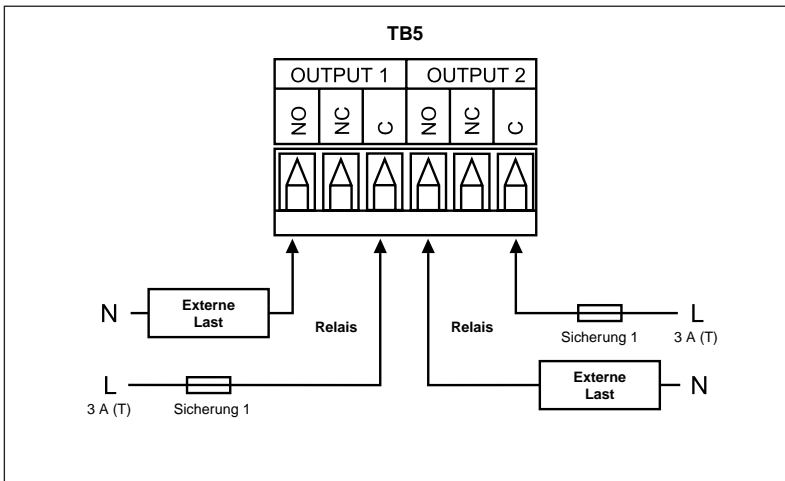 TB5
OUTPUT 1 OUTPUT 2
NO NC C NO NC C
N Externe Last
Relais Relais
Sicherung 1 L
3 A (T)
L
3 A (T) Sicherung 1
Externe Last N